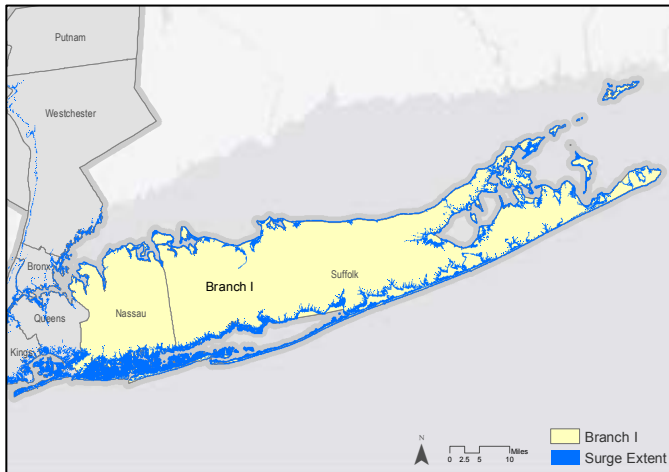 Putnam
Westchester
Bronx
Queens
Kings
Nassau
Branch I
Suffolk
N
0 2.5 5 10 Miles
Branch I
Surge Extent